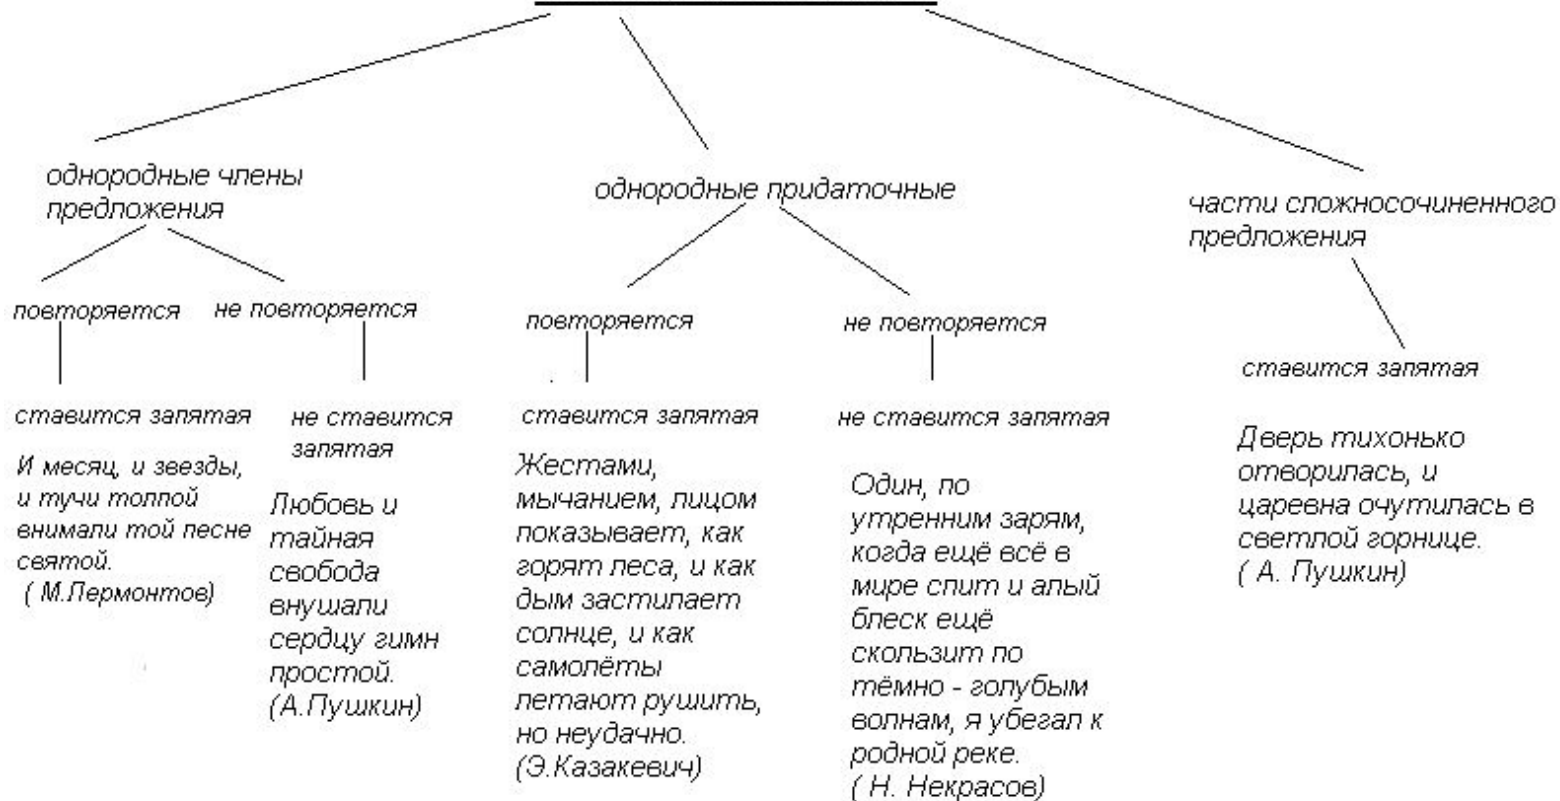 однородные члены
предложения
однородные придаточные
части сложносочиненного
предложения
повторяется
не повторяется
повторяется
не повторяется
ставится запятая
ставится запятая
не ставится
запятая
ставится запятая
не ставится запятая
И месяц, и звезды,
и тучи толпой
внимали той песне
святой.
( М.Лермонтов)
Любовь и
тайная
свобода
внушали
сердцу гимн
простой.
(А.Пушкин)
Жестами,
мычанием, лицом
показывает, как
горят леса, и как
дым застилает
солнце, и как
самолёты
летают рушить,
но неудачно.
(Э.Казакевич)
Один, по
утренним зарям,
когда ещё всё в
мире спит и алый
блеск ещё
скользит по
тёмно - голубым
волнам, я убегал к
родной реке.
( Н. Некрасов)
Дверь тихонько
отворилась, и
царевна очутилась в
светлой горнице.
( А. Пушкин)